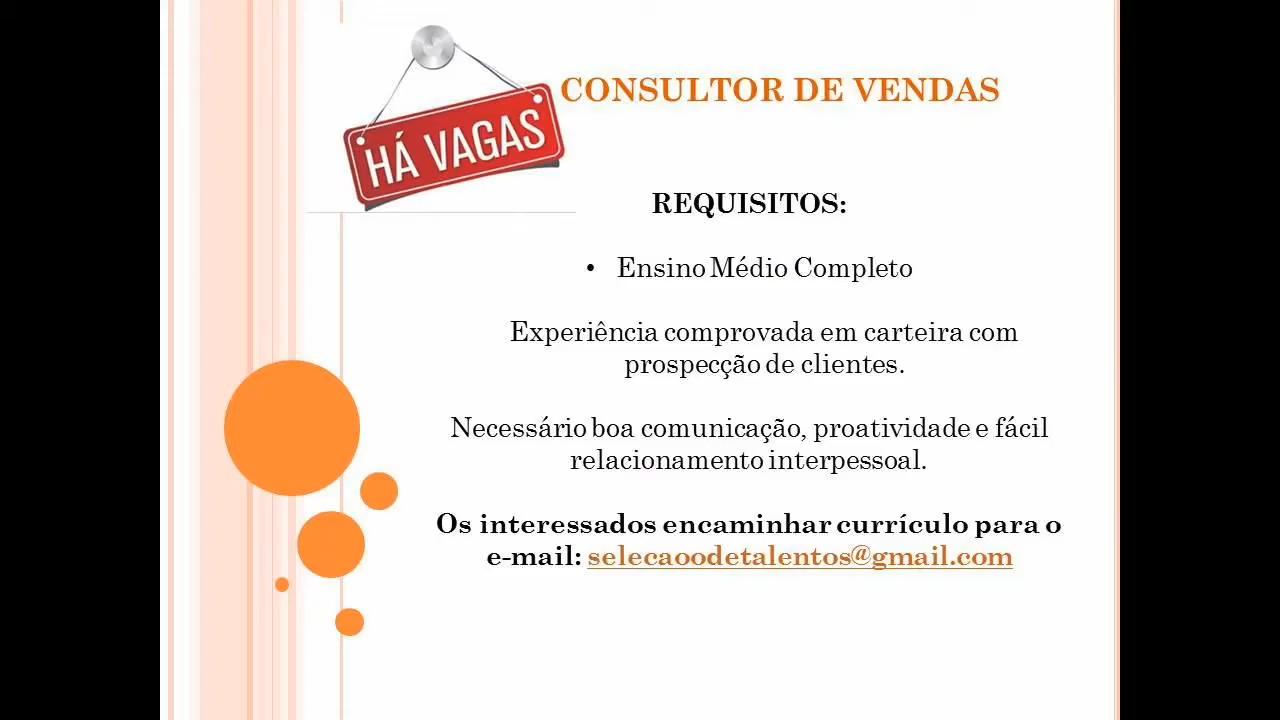 HÁ VAGAS
CONSULTOR DE VENDAS
REQUISITOS:
• Ensino Médio Completo
Experiência comprovada em carteira com
prospecção de clientes.
Necessário boa comunicação, proatividade e fácil
relacionamento interpessoal.
Os interessados encaminhar currículo para o
e-mail: selecaoodetalentos@gmail.com